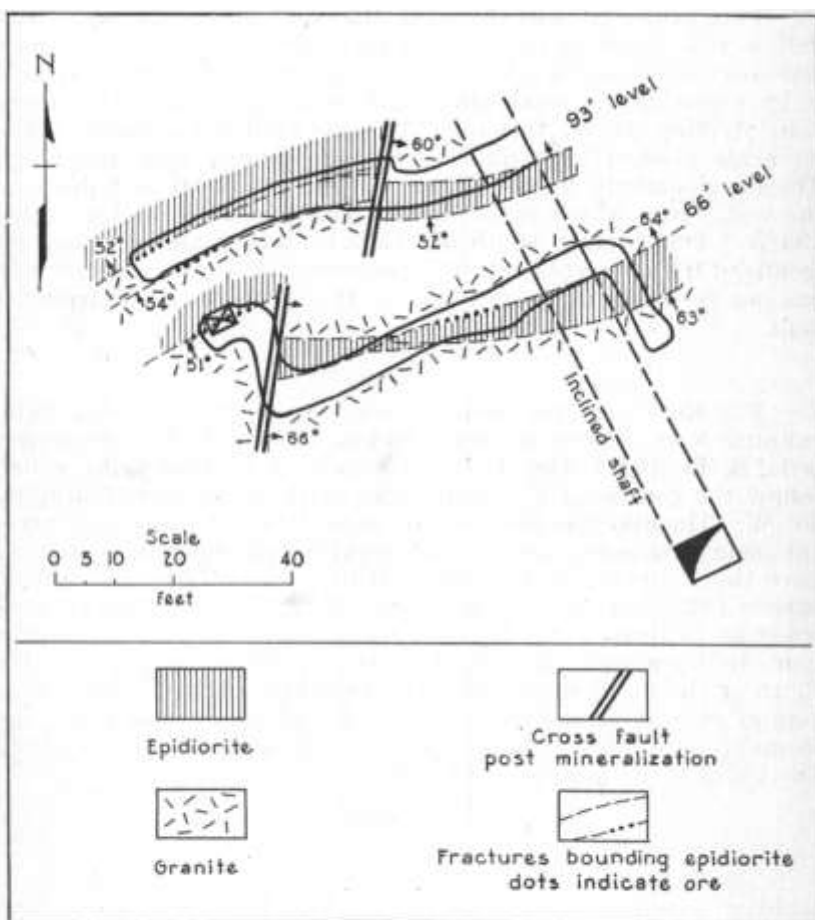 N
60°
93' level
52°
64°
66' level
52°
54°
63°
51°
66°
Inclined
shaft
Scale
0 5 10 20 40
feet
Epidiorite
Cross fault
post mineralization
Granite
Fractures bounding epidiorite
dots indicate ore